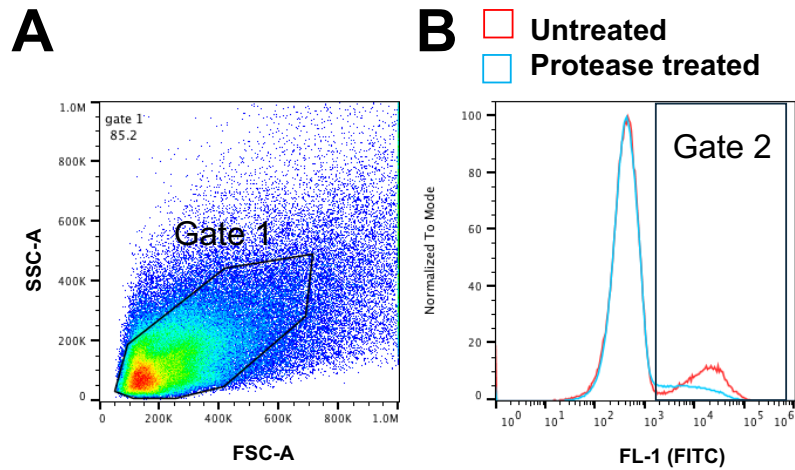 A
B
Untreated
Protease treated
1.0M
800K
600K
400K
200K
0
gate 1
85.2
Gate 1
SSC-A
0
200K
400K
600K
800K
1.0M
FSC-A
100
80
60
40
20
0
Gate 2
Normalized To Mode
10^0
10^1
10^2
10^3
10^4
10^5
10^6
FL-1 (FITC)